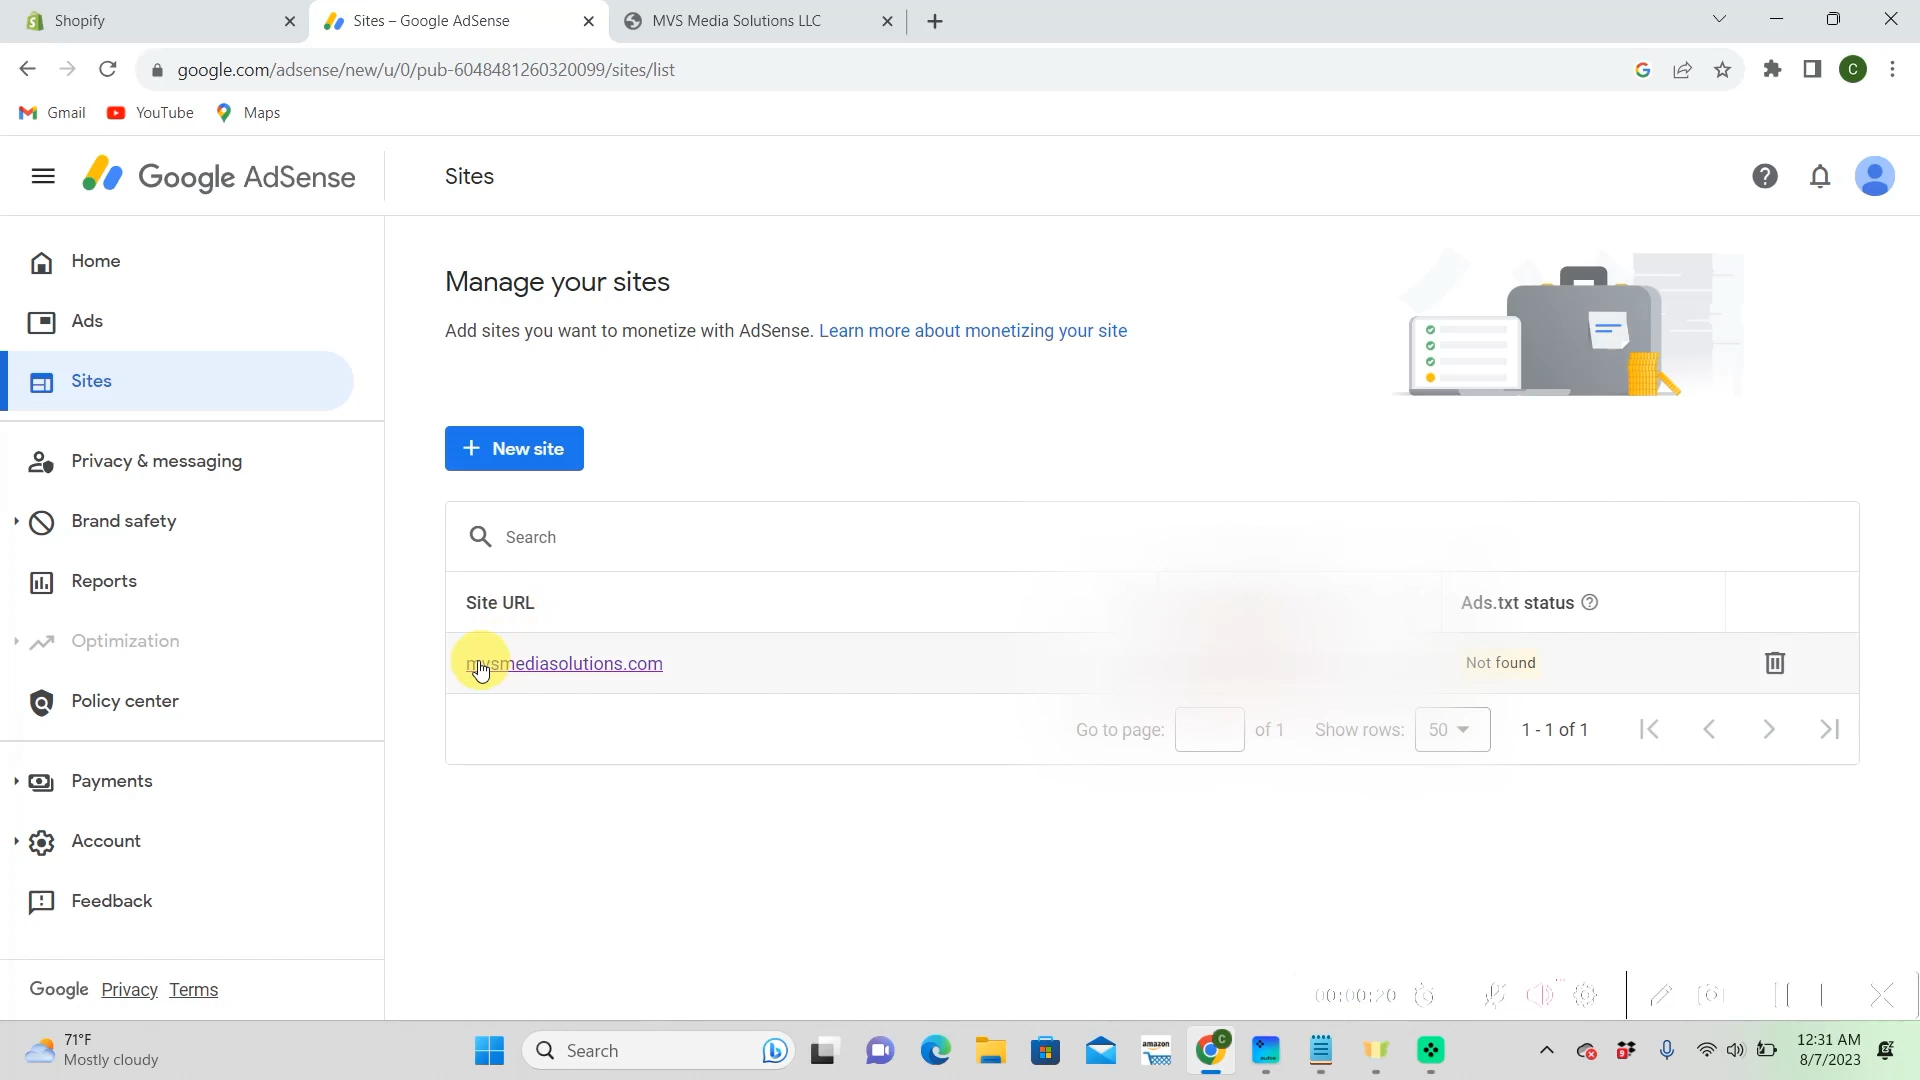 Shopify
Sites – Google AdSense
MVS Media Solutions LLC
google.com/adsense/new/u/0/pub-6048481260320099/sites/list
C
Gmail
YouTube
Maps
Google AdSense
Sites
Home
Ads
Sites
Privacy & messaging
Brand safety
Reports
Optimization
Policy center
Payments
Account
Feedback
Google Privacy Terms
Manage your sites
Add sites you want to monetize with AdSense. Learn more about monetizing your site
+ New site
Search
Site URL
Ads.txt status
mvsmediasolutions.com
Not found
Go to page:
of 1
Show rows:
50
1 - 1 of 1
00:00:20
71°F
Mostly cloudy
Search
amazon
C
9
12:31 AM
8/7/2023